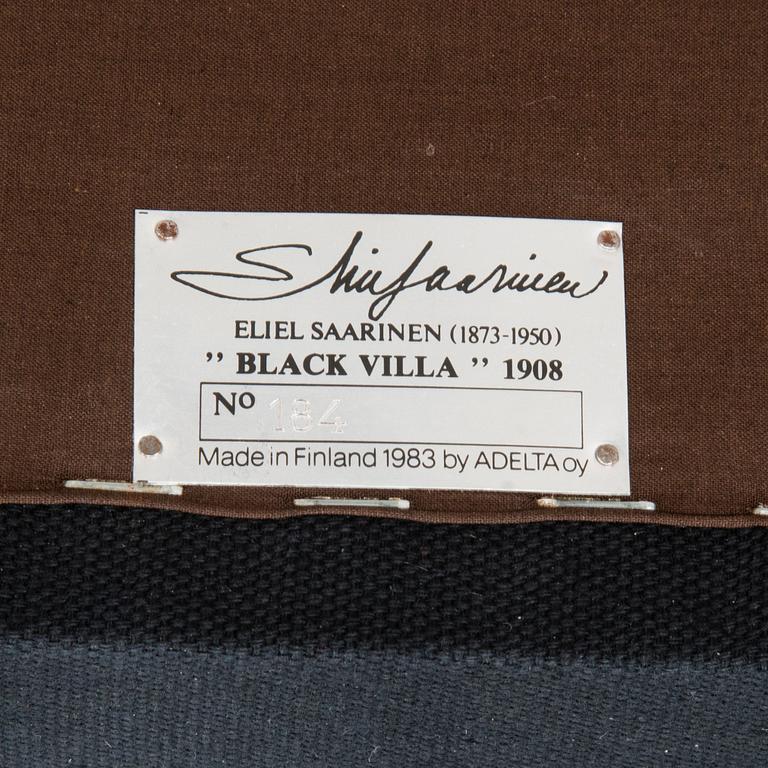 Eliel Saarinen
ELIEL SAARINEN (1873-1950)
” BLACK VILLA ” 1908
No 184
Made in Finland 1983 by ADELTA oy